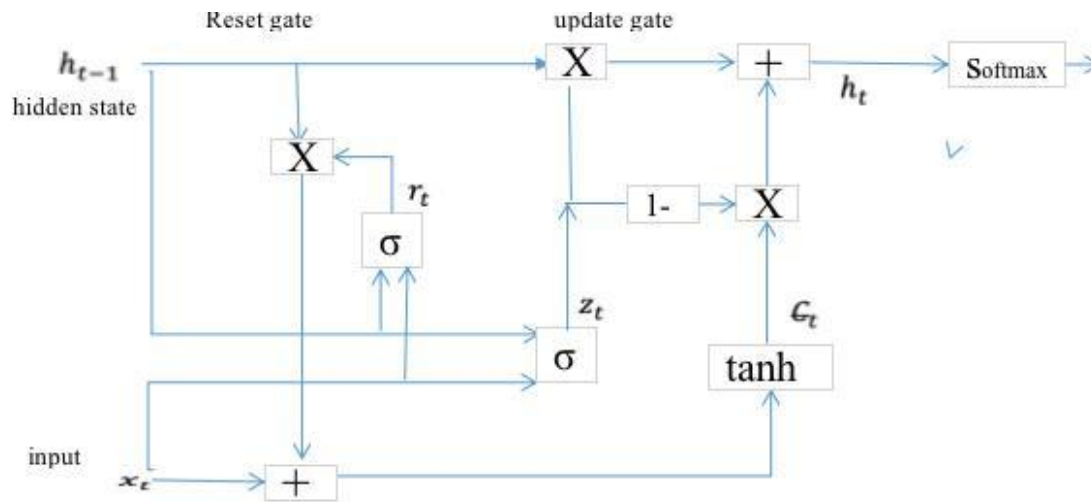 Reset gate
update gate
h_{t-1}
X
+
Softmax
h_t
hidden state
X
r_t
1-
X
σ
z_t
C_t
σ
tanh
input
x_t
+